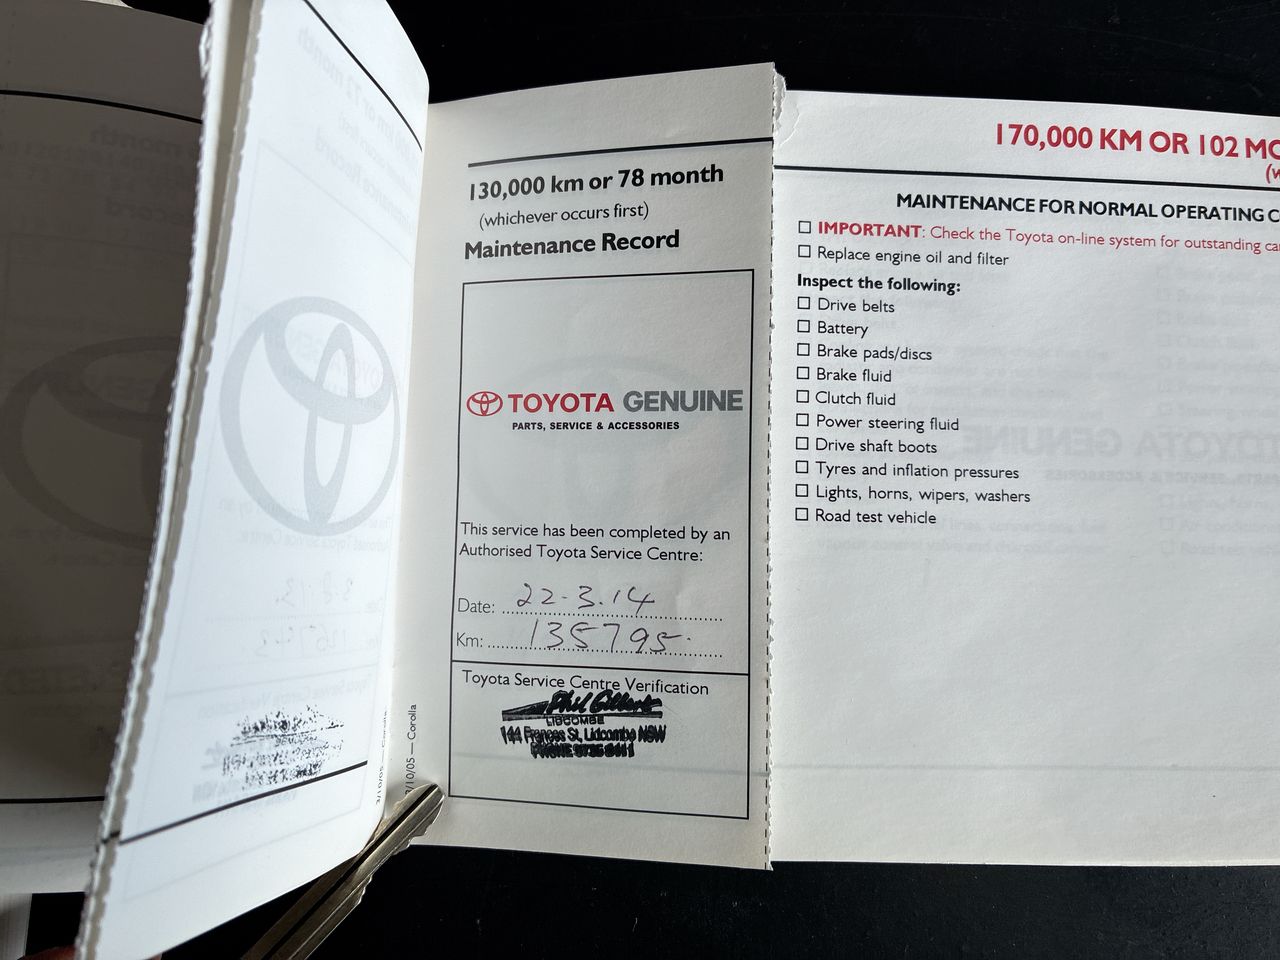 130,000 km or 78 month
(whichever occurs first)
Maintenance Record
TOYOTA GENUINE
PARTS, SERVICE & ACCESSORIES
This service has been completed by an
Authorised Toyota Service Centre:
Date: 22-3.14
Km: 135795
Toyota Service Centre Verification
Phil Gilbert
LIDCOMBE
144 Frances St, Lidcombe NSW
PHONE
/10/05 — Corolla
170,000 KM OR 102 MO
MAINTENANCE FOR NORMAL OPERATING C
☐ IMPORTANT: Check the Toyota on-line system for outstanding ca
☐ Replace engine oil and filter
Inspect the following:
☐ Drive belts
☐ Battery
☐ Brake pads/discs
☐ Brake fluid
☐ Clutch fluid
☐ Power steering fluid
☐ Drive shaft boots
☐ Tyres and inflation pressures
☐ Lights, horns, wipers, washers
☐ Road test vehicle